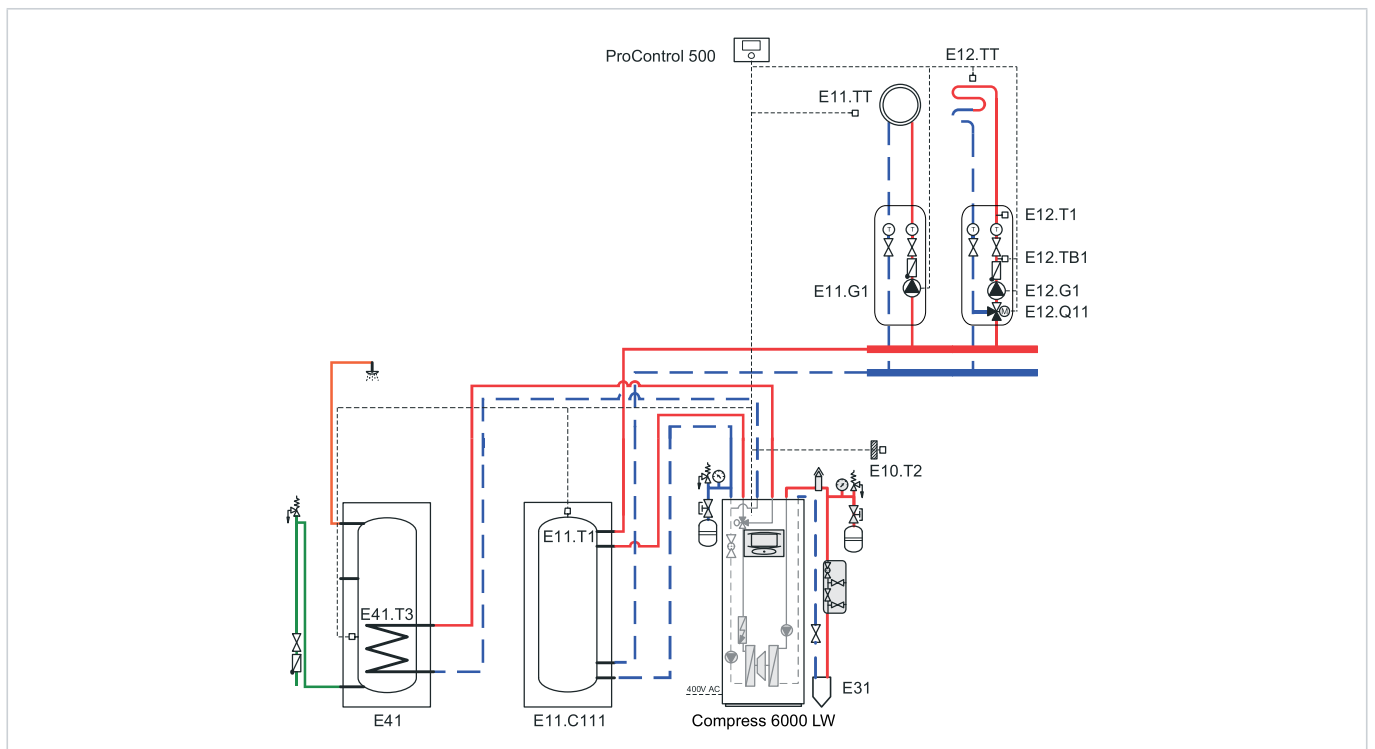 ProControl 500
E12.TT
E11.TT
E12.T1
T
T
T
T
E12.TB1
E11.G1
E12.G1
M
E12.Q11
E10.T2
E11.T1
E41.T3
400V AC
E31
E41
E11.C111
Compress 6000 LW